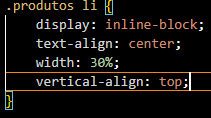 .produtos li {
    display: inline-block;
    text-align: center;
    width: 30%;
    vertical-align: top;
}